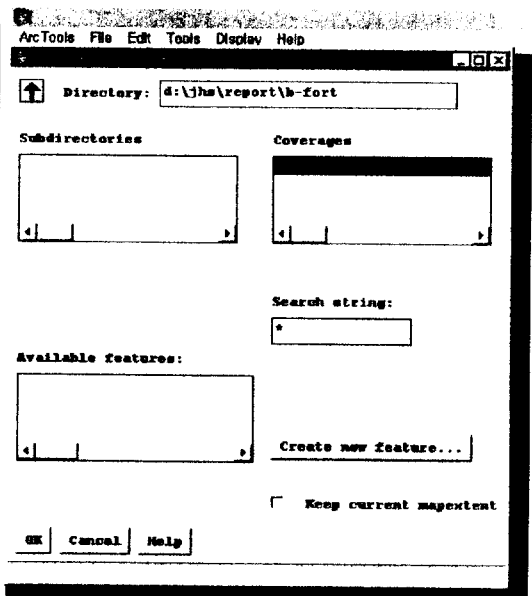 ArcTools File Edit Tools Display Help
Directory: d:\jhs\report\b-fort
Subdirectories
Coverages
Search string:
*
Available features:
Create new feature...
Keep current mapextent
OK Cancel Help